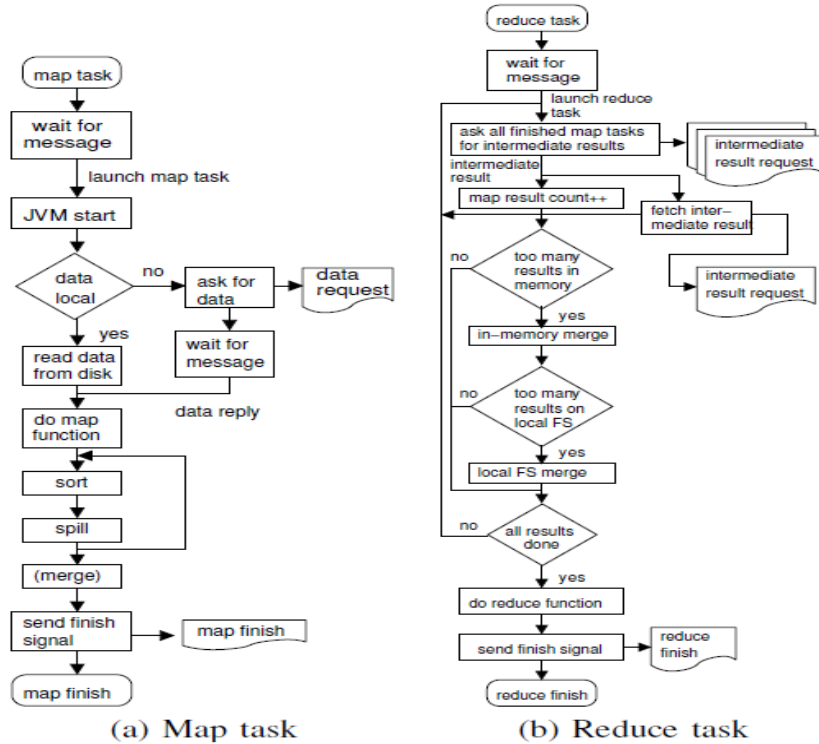 map task
wait for
message
launch map task
JVM start
data
local
no
yes
ask for
data
data
request
read data
from disk
wait for
message
data reply
do map
function
sort
spill
(merge)
send finish
signal
map finish
map finish
(a) Map task
reduce task
wait for
message
launch reduce
task
ask all finished map tasks
for intermediate results
intermediate
result request
intermediate
result
map result count++
fetch inter−
mediate result
no
too many
results in
memory
intermediate
result request
yes
in−memory merge
no
too many
results on
local FS
yes
local FS merge
no
all results
done
yes
do reduce function
send finish signal
reduce
finish
reduce finish
(b) Reduce task